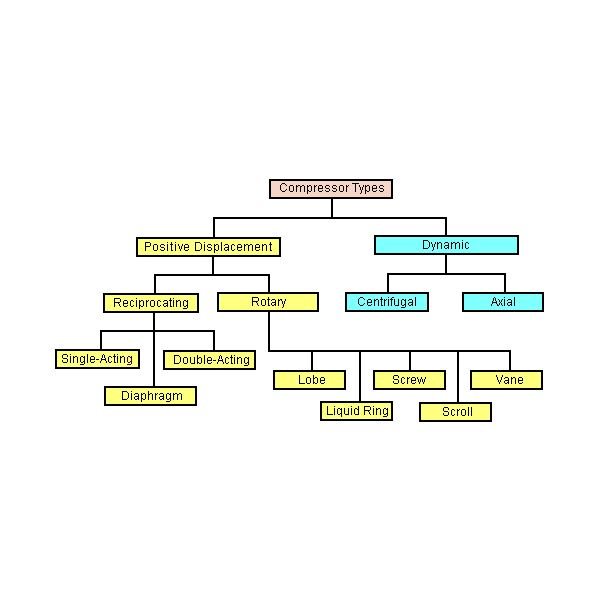 Compressor Types
Positive Displacement
Dynamic
Reciprocating
Rotary
Centrifugal
Axial
Single-Acting
Double-Acting
Diaphragm
Lobe
Screw
Vane
Liquid Ring
Scroll